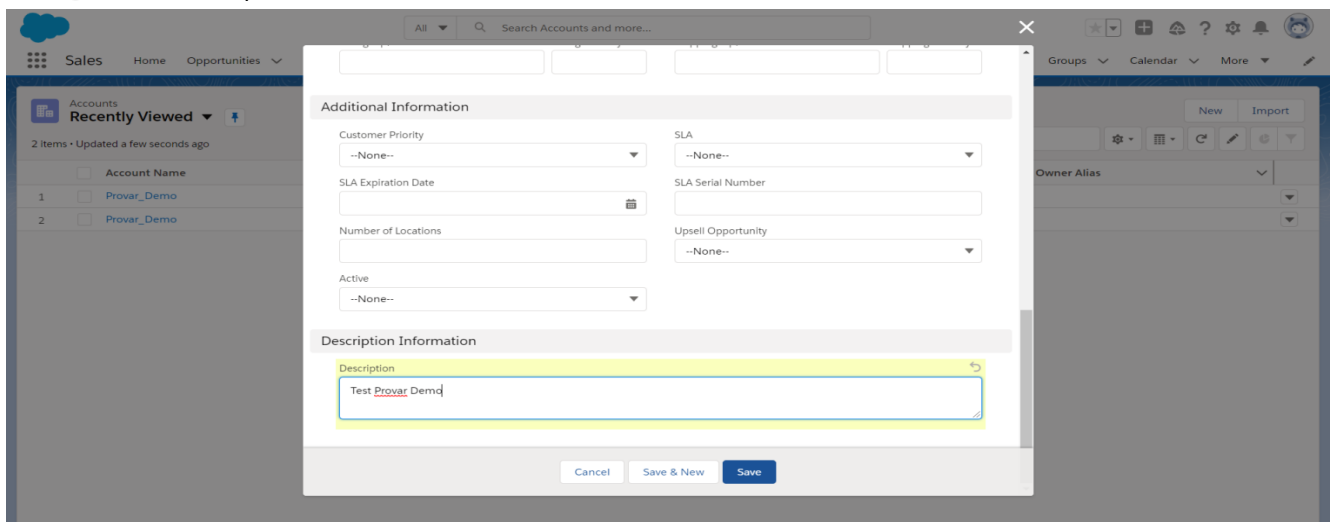 All
Search Accounts and more...
Sales Home Opportunities Groups Calendar More
Accounts
Recently Viewed
New Import
2 items • Updated a few seconds ago
Account Name Owner Alias
1 Provar_Demo
2 Provar_Demo
Additional Information
Customer Priority SLA
--None-- --None--
SLA Expiration Date SLA Serial Number
Number of Locations Upsell Opportunity
--None--
Active
--None--
Description Information
Description
Test Provar Demo
Cancel Save & New Save